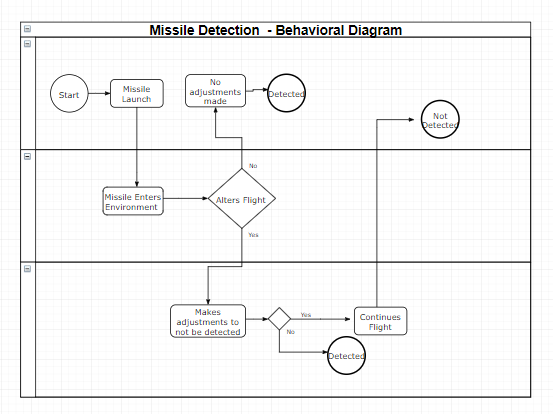 Missile Detection - Behavioral Diagram
Start
Missile
Launch
No
adjustments
made
Detected
Not
Detected
No
Missile Enters
Environment
Alters Flight
Yes
Makes
adjustments to
not be detected
Yes
No
Continues
Flight
Detected